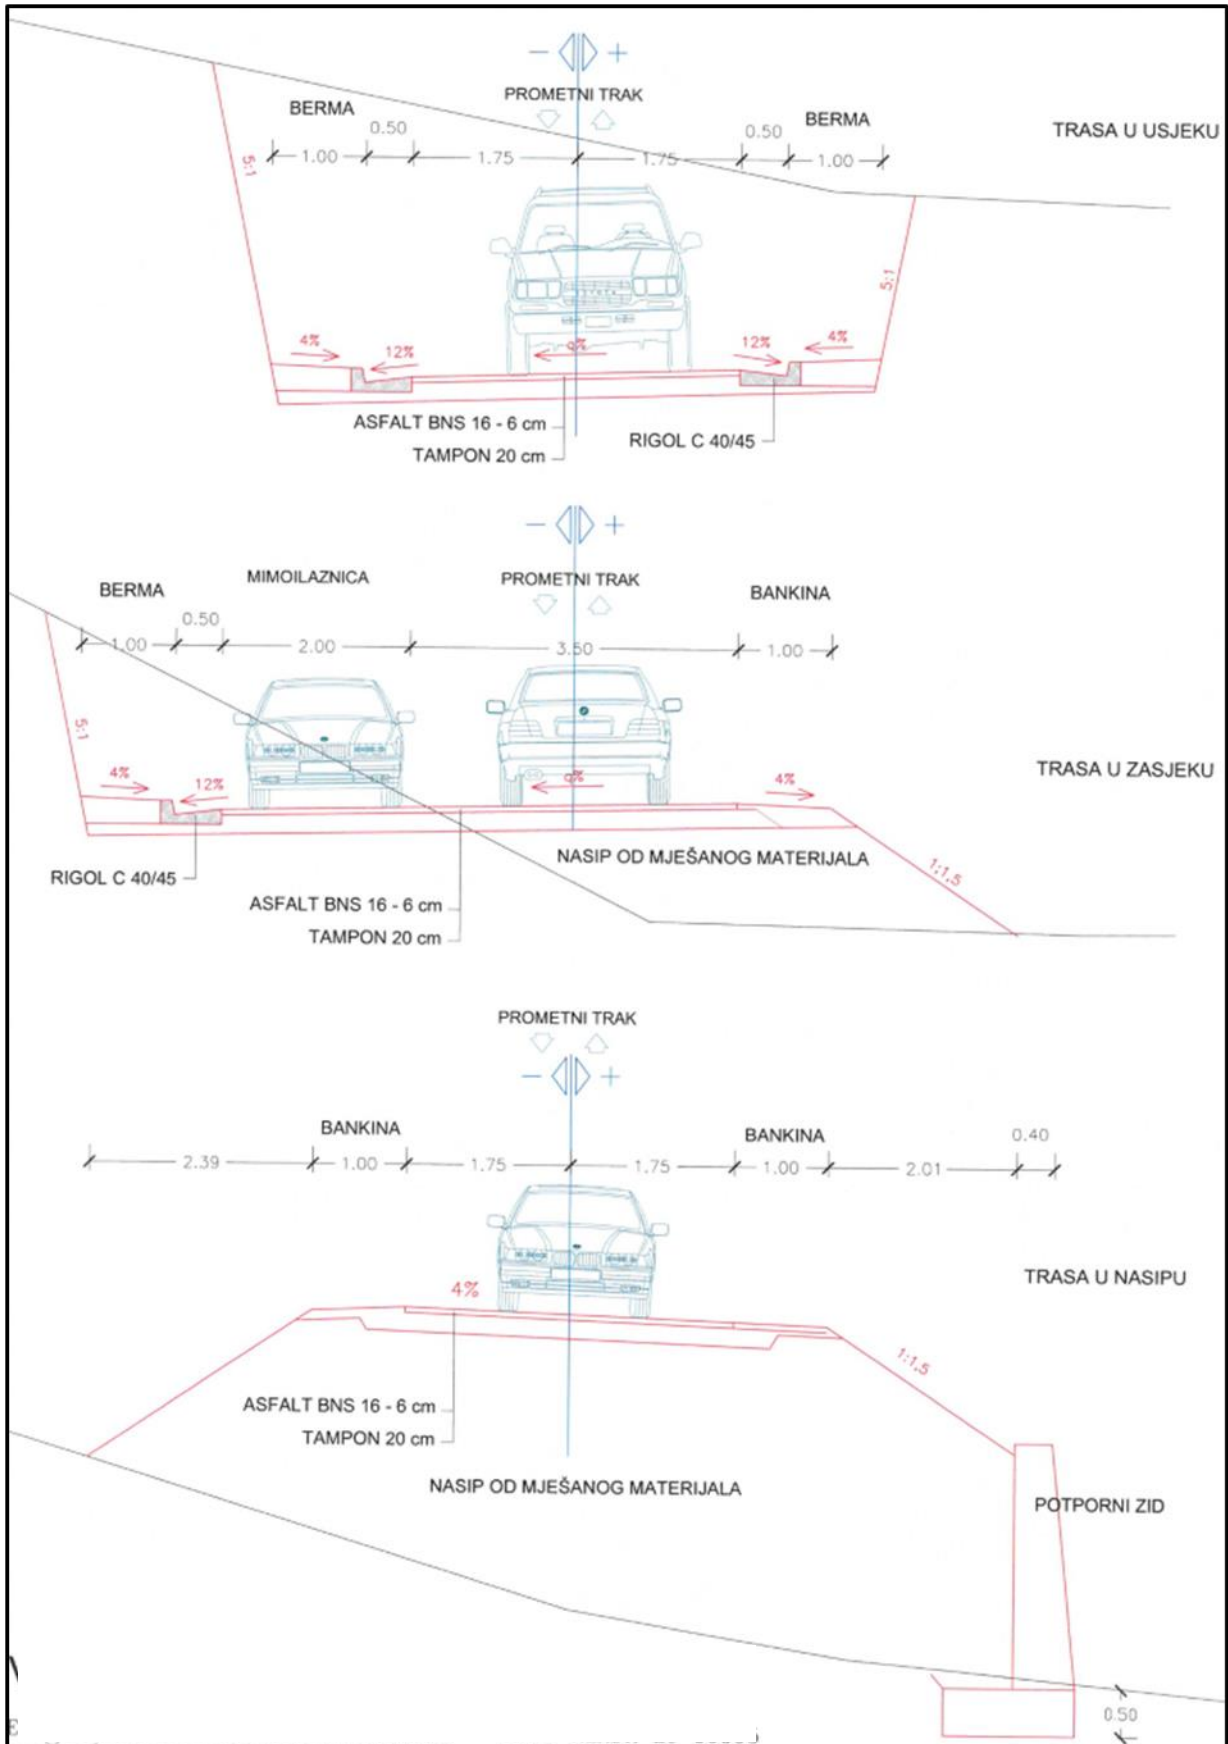 − +
PROMETNI TRAK
BERMA
BERMA
0.50
0.50
TRASA U USJEKU
1.00
1.75
1.75
1.00
5:1
5:1
4%
12%
q%
12%
4%
ASFALT BNS 16 - 6 cm
RIGOL C 40/45
TAMPON 20 cm
− +
BERMA
MIMOILAZNICA
PROMETNI TRAK
BANKINA
0.50
1.00
2.00
3.50
1.00
5:1
TRASA U ZASJEKU
4%
12%
q%
4%
NASIP OD MJEŠANOG MATERIJALA
1:1,5
RIGOL C 40/45
ASFALT BNS 16 - 6 cm
TAMPON 20 cm
PROMETNI TRAK
− +
BANKINA
BANKINA
0.40
2.39
1.00
1.75
1.75
1.00
2.01
TRASA U NASIPU
4%
1:1,5
ASFALT BNS 16 - 6 cm
TAMPON 20 cm
NASIP OD MJEŠANOG MATERIJALA
POTPORNI ZID
0.50